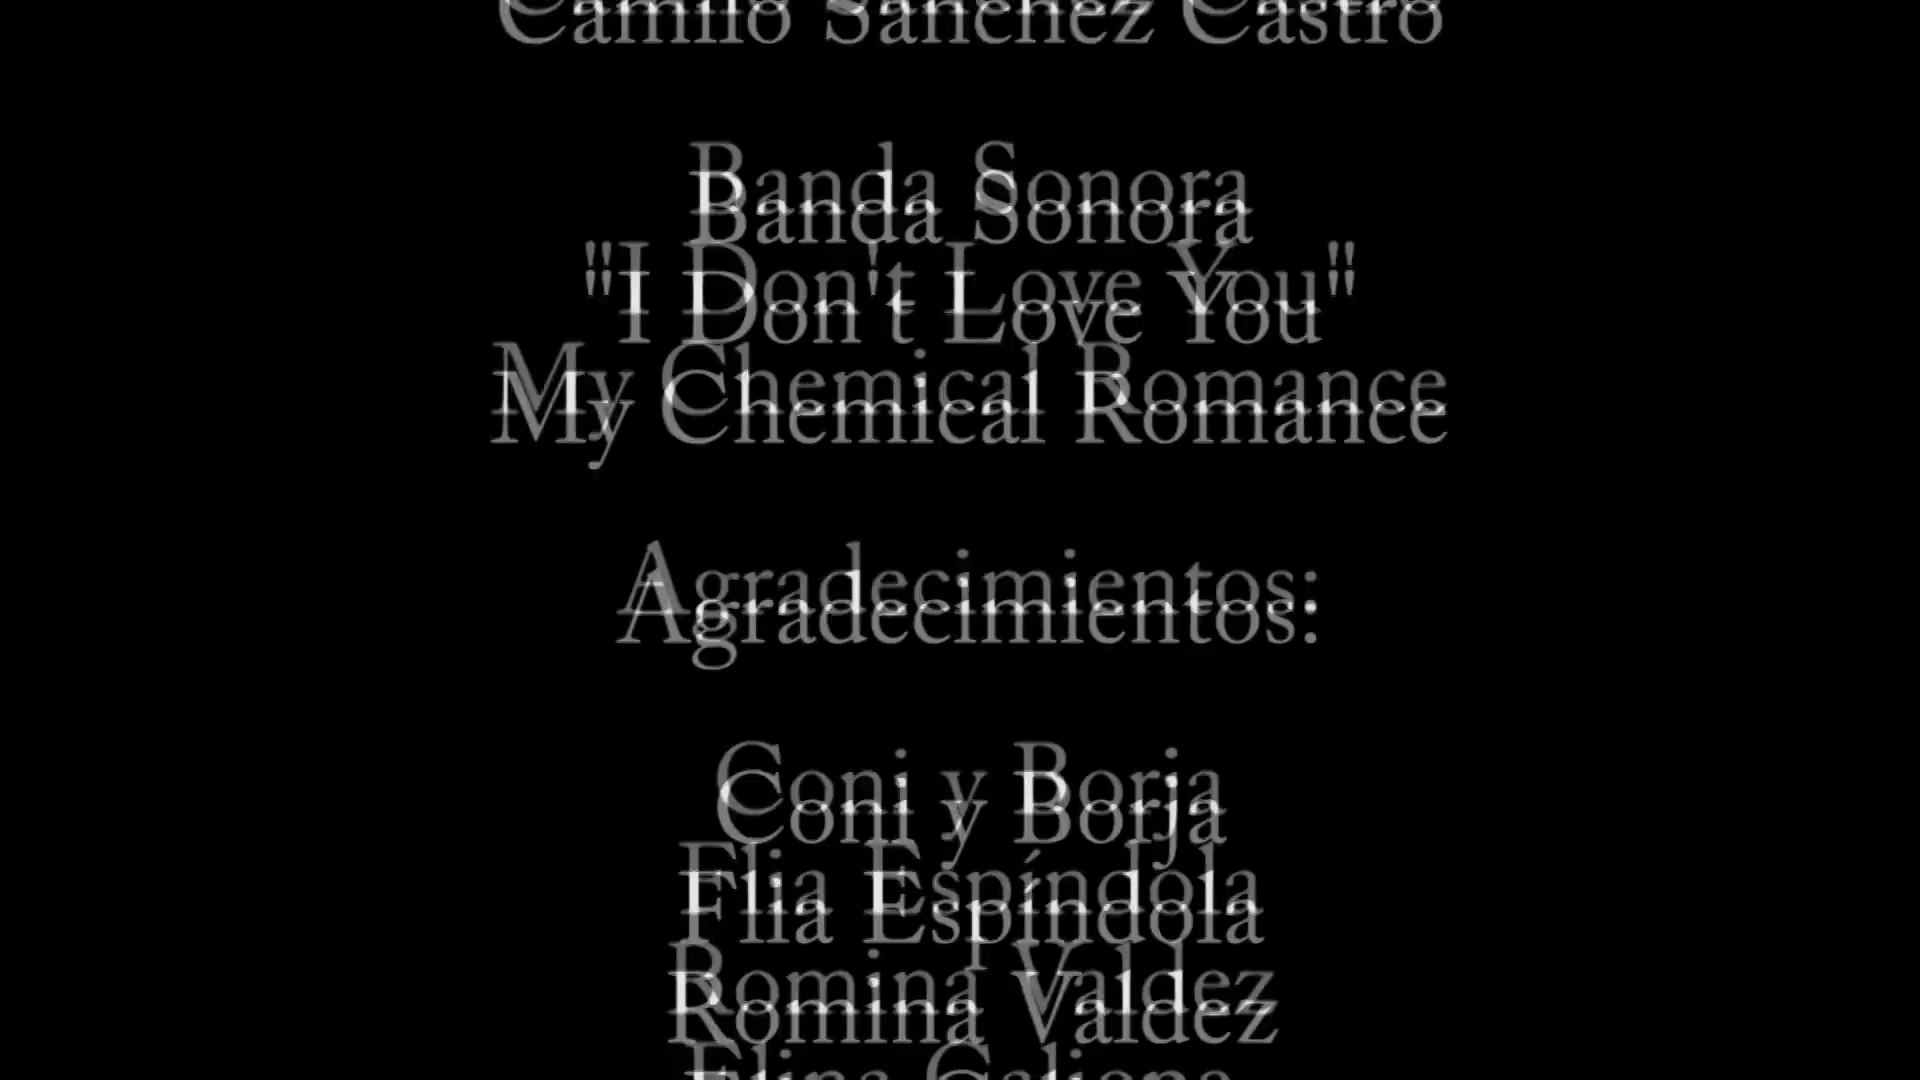 Camilo Sánchez Castro
Banda Sonora
"I Don't Love You"
My Chemical Romance
Agradecimientos:
Coni y Borja
Flia Espíndola
Romina Valdez